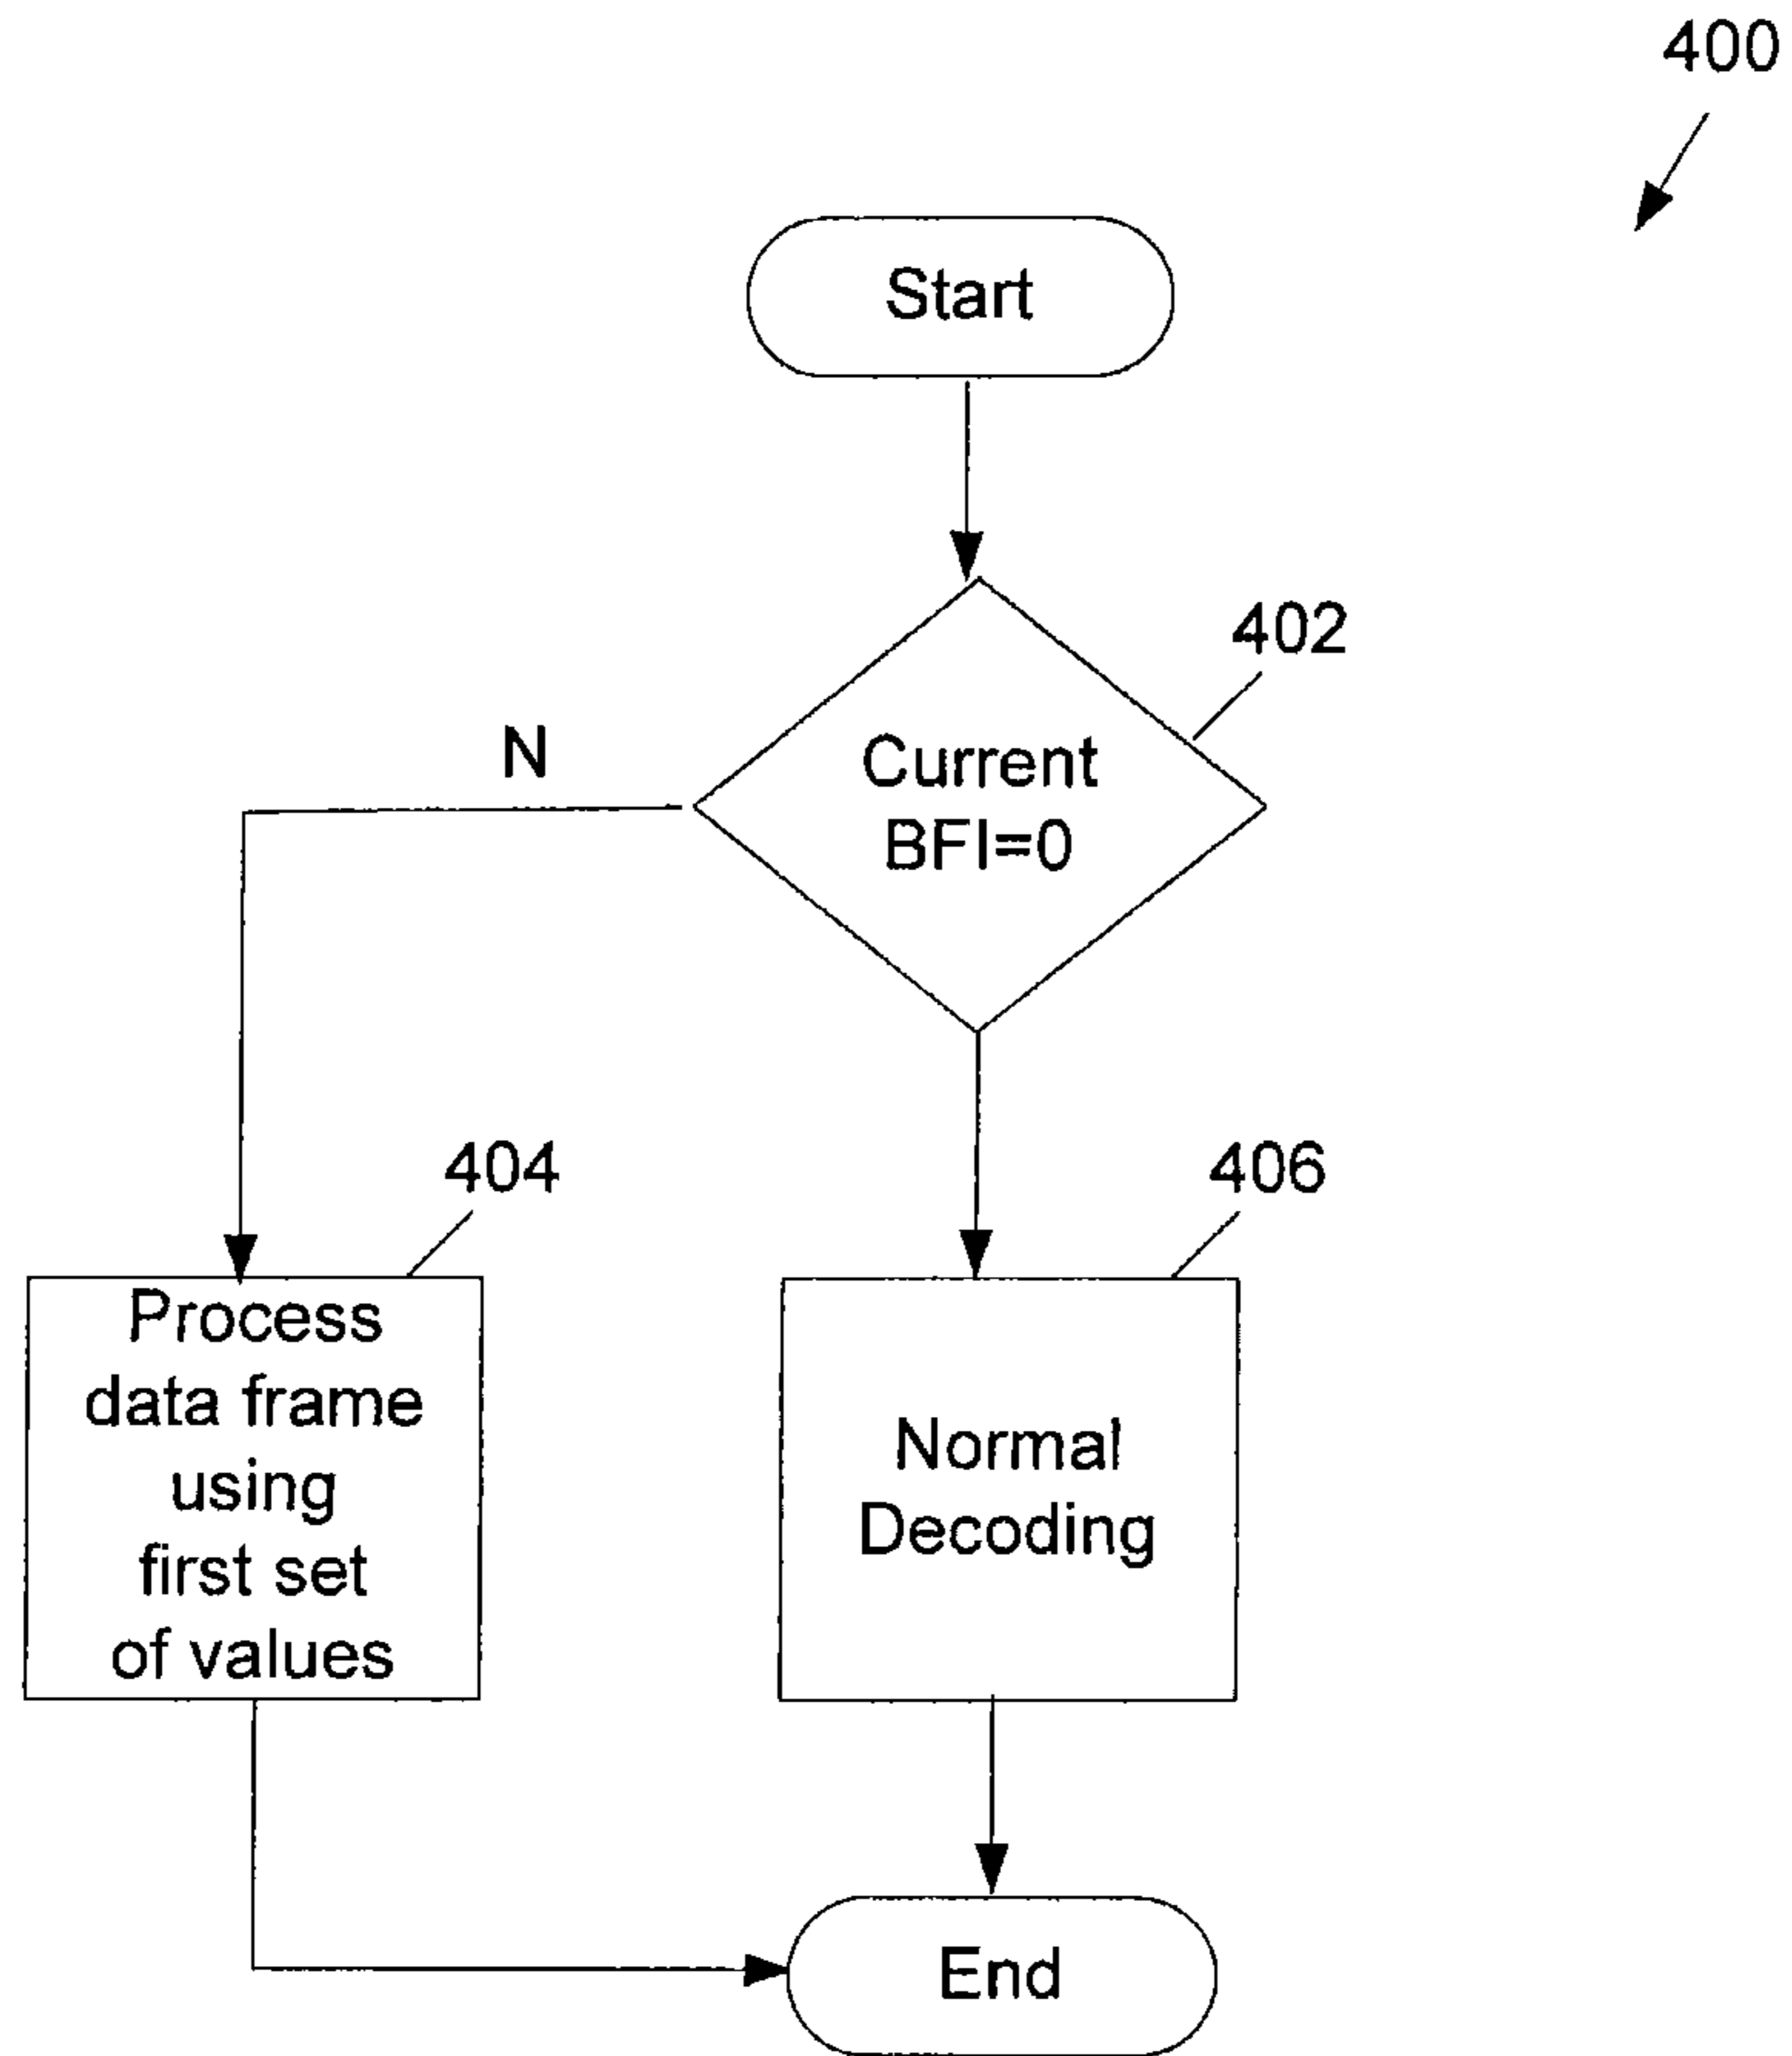 400
Start
402
N
Current
BFI=0
404
406
Process
data frame
using
first set
of values
Normal
Decoding
End